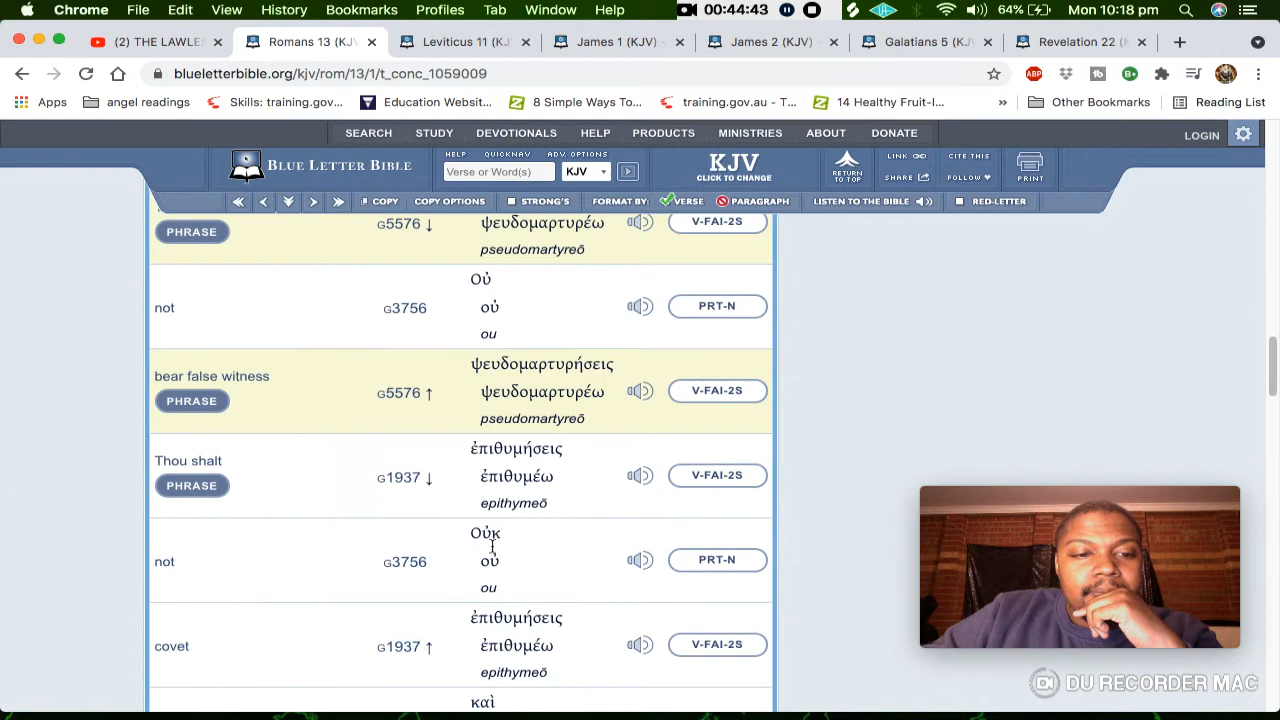 Chrome File Edit View History Bookmarks Profiles Tab Window Help 00:44:43 64% Mon 10:18 pm
(2) THE LAWLES × Romans 13 (KJV × Leviticus 11 (KJ × James 1 (KJV) – × James 2 (KJV) – × Galatians 5 (KJV × Revelation 22 (K ×
blueletterbible.org/kjv/rom/13/1/t_conc_1059009
Apps angel readings Skills: training.gov... Education Websit... 8 Simple Ways To... training.gov.au - T... 14 Healthy Fruit-I... » Other Bookmarks Reading List
SEARCH STUDY DEVOTIONALS HELP PRODUCTS MINISTRIES ABOUT DONATE LOGIN
BLUE LETTER BIBLE
HELP QUICKNAV ADV. OPTIONS
Verse or Word(s) KJV
KJV
CLICK TO CHANGE
RETURN TO TOP
LINK CITE THIS
SHARE FOLLOW
PRINT
COPY COPY OPTIONS STRONG'S FORMAT BY: VERSE PARAGRAPH LISTEN TO THE BIBLE RED-LETTER
PHRASE G5576 ↓ ψευδομαρτυρέω V-FAI-2S
pseudomartyreō
Οὐ
not G3756 οὐ PRT-N
ou
ψευδομαρτυρήσεις
bear false witness
PHRASE G5576 ↑ ψευδομαρτυρέω V-FAI-2S
pseudomartyreō
ἐπιθυμήσεις
Thou shalt
PHRASE G1937 ↓ ἐπιθυμέω V-FAI-2S
epithymeō
Οὐκ
not G3756 οὐ PRT-N
ou
ἐπιθυμήσεις
covet G1937 ↑ ἐπιθυμέω V-FAI-2S
epithymeō
καὶ
DU RECORDER MAC